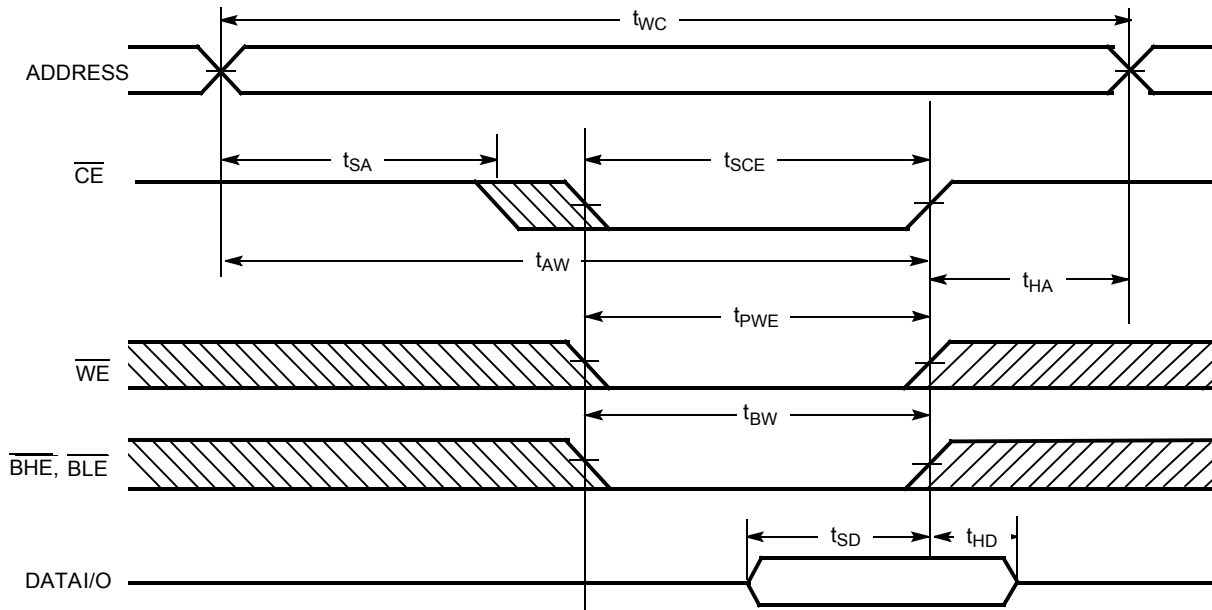 tWC
ADDRESS
tSA
tSCE
CE
tAW
tHA
tPWE
WE
tBW
BHE, BLE
tSD
tHD
DATAI/O